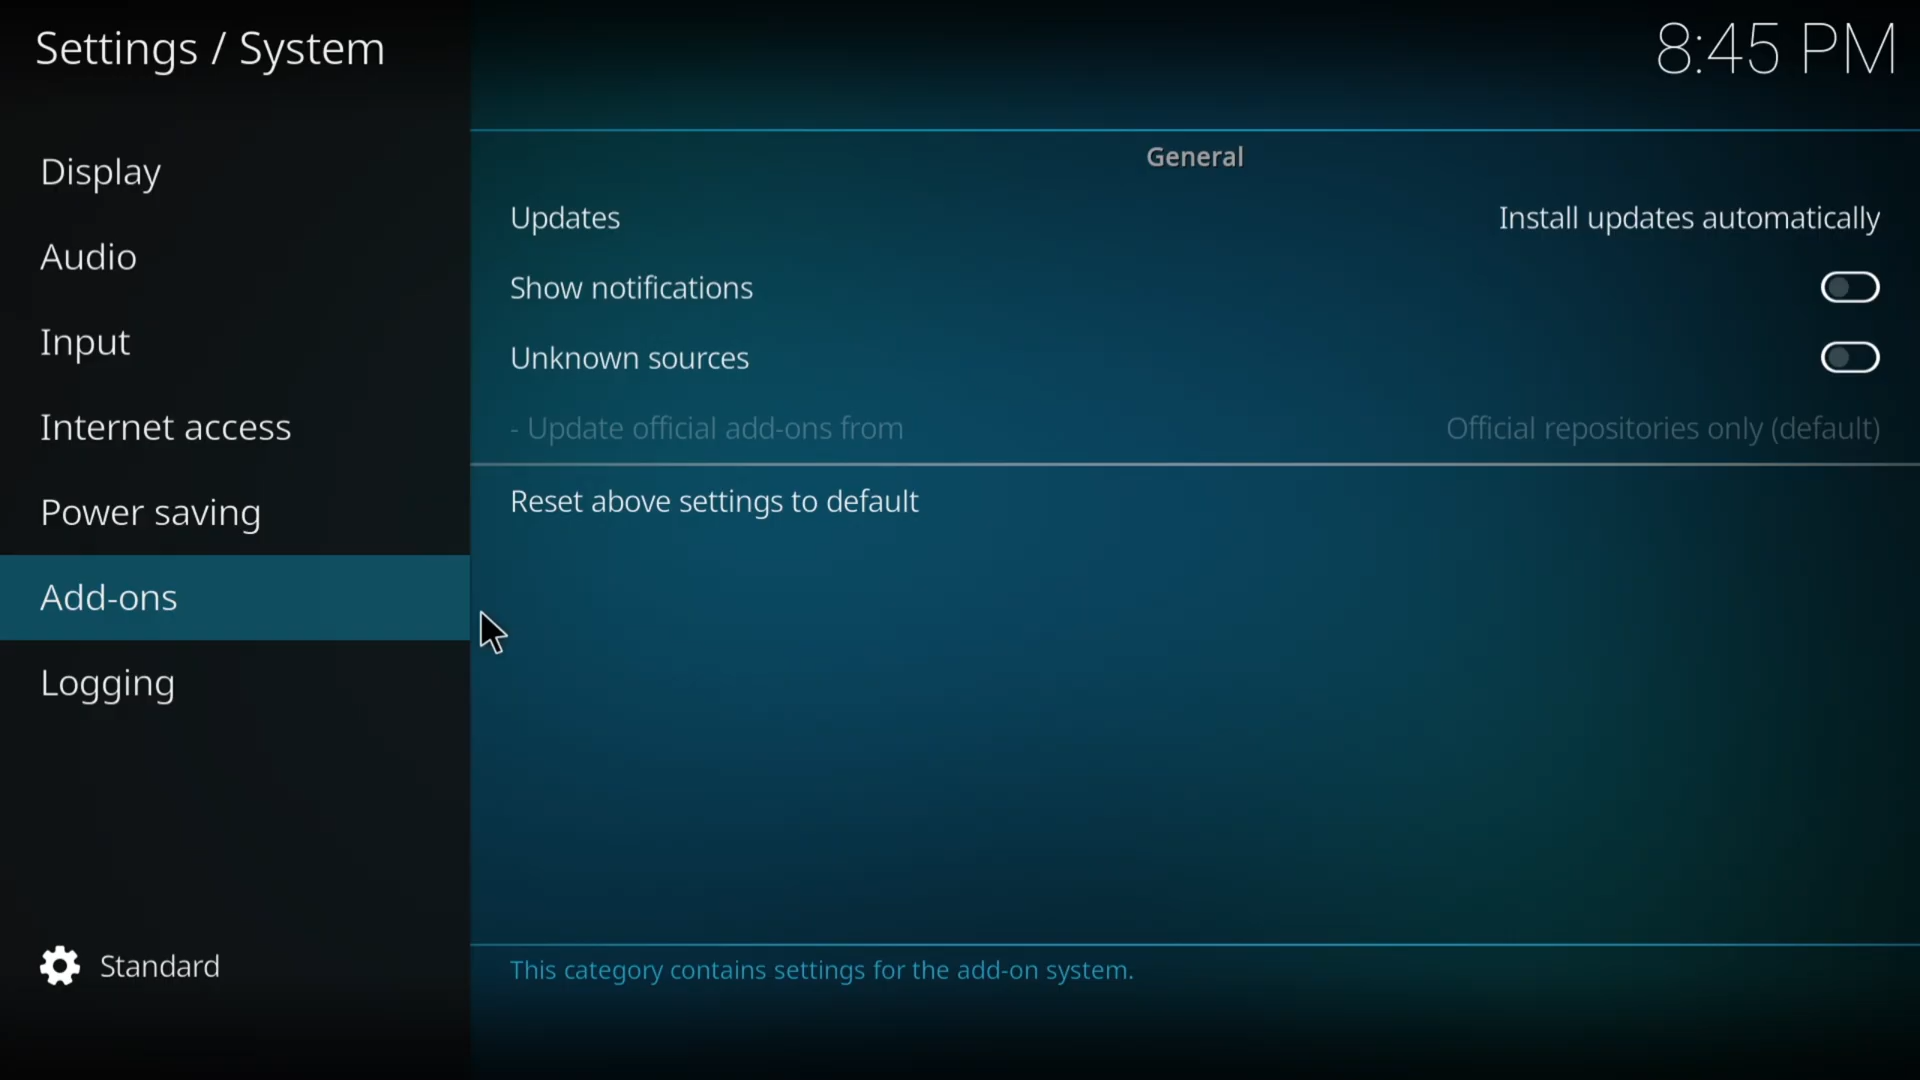 Settings / System
8:45 PM
Display
Audio
Input
Internet access
Power saving
Add-ons
Logging
Standard
General
Updates Install updates automatically
Show notifications
Unknown sources
- Update official add-ons from Official repositories only (default)
Reset above settings to default
This category contains settings for the add-on system.